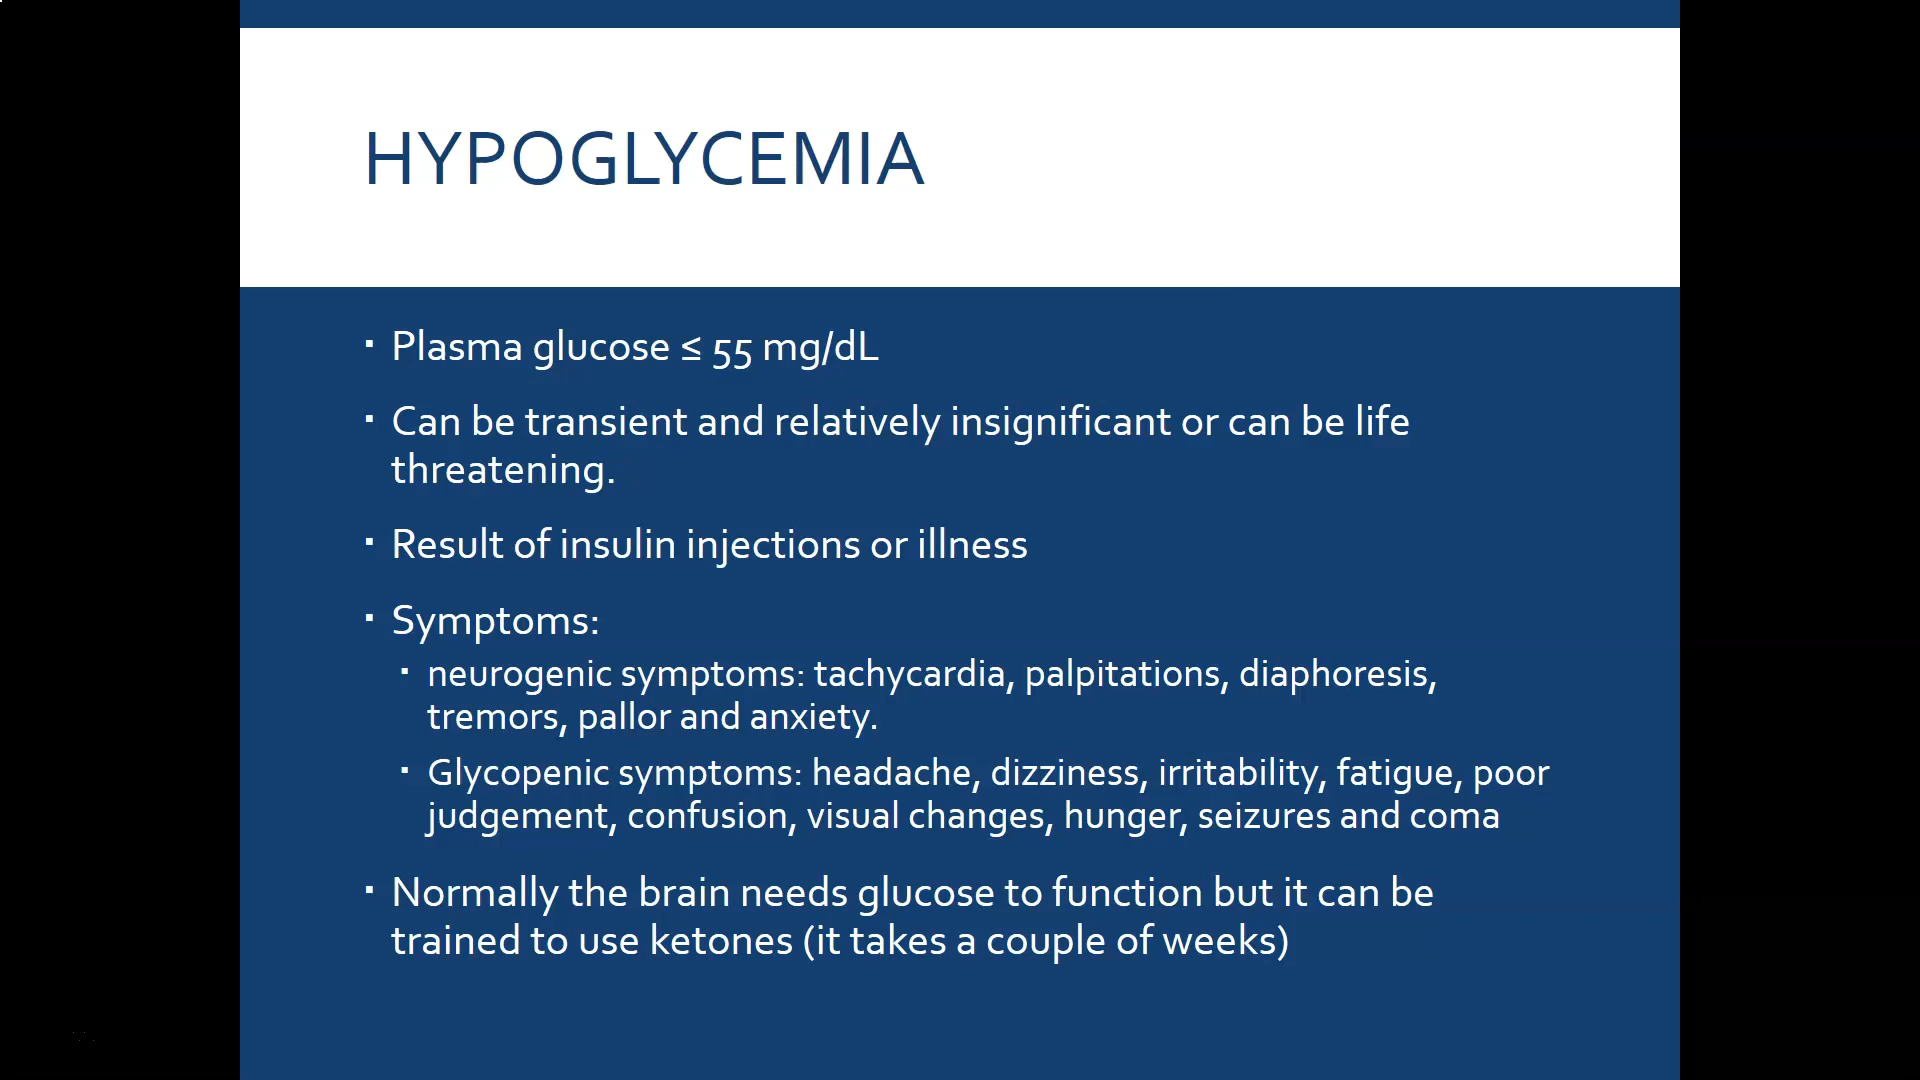 HYPOGLYCEMIA
▪ Plasma glucose ≤ 55 mg/dL
▪ Can be transient and relatively insignificant or can be life
threatening.
▪ Result of insulin injections or illness
▪ Symptoms:
▪ neurogenic symptoms: tachycardia, palpitations, diaphoresis,
tremors, pallor and anxiety.
▪ Glycopenic symptoms: headache, dizziness, irritability, fatigue, poor
judgement, confusion, visual changes, hunger, seizures and coma
▪ Normally the brain needs glucose to function but it can be
trained to use ketones (it takes a couple of weeks)